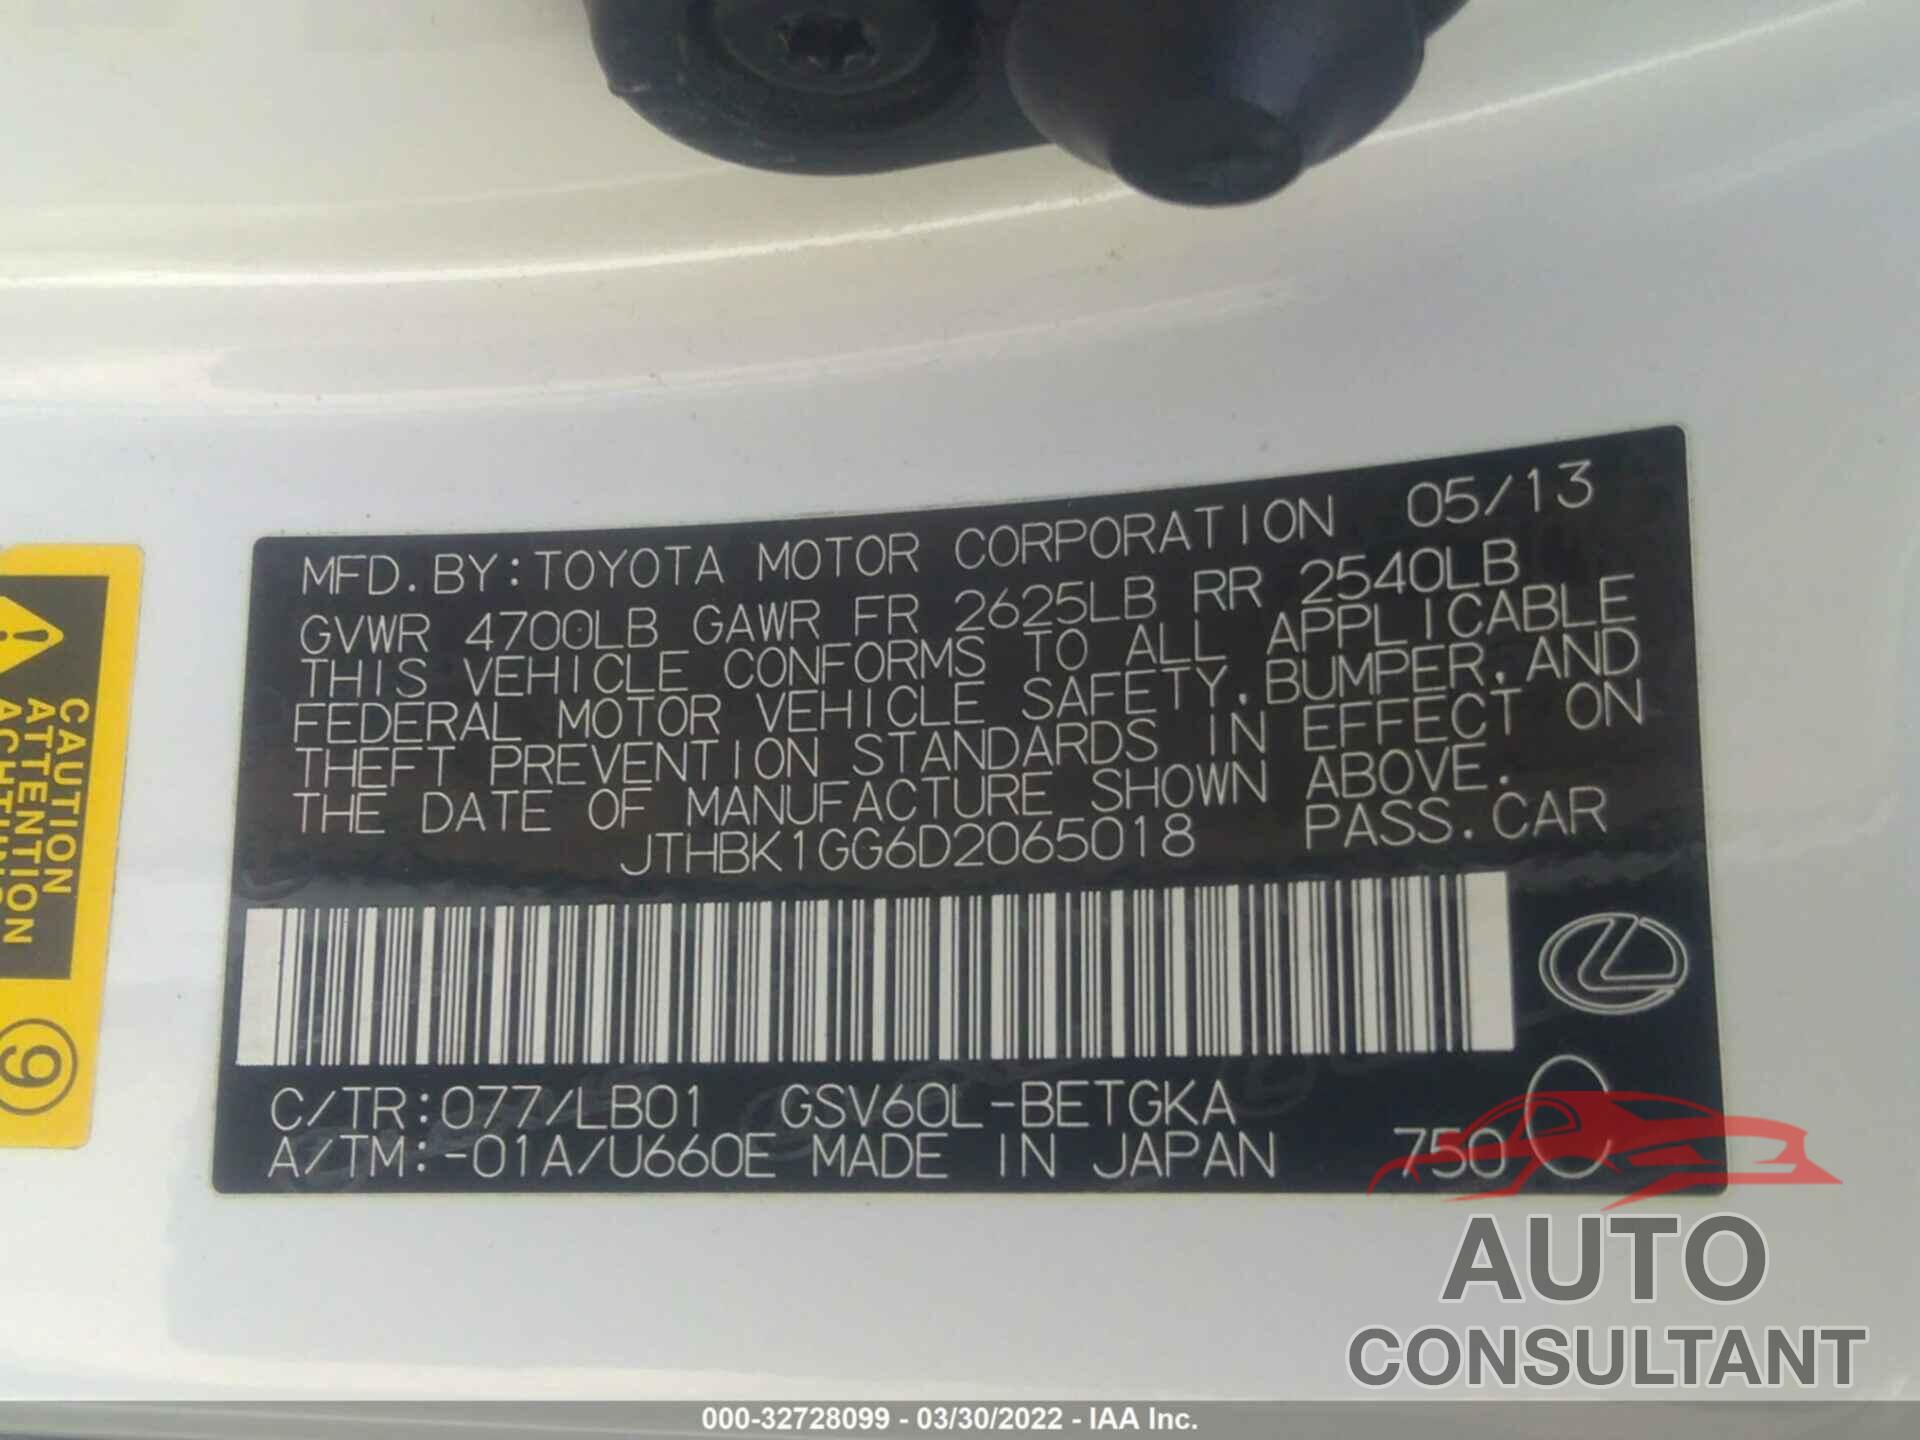 MFD.BY:TOYOTA MOTOR CORPORATION 05/13
GVWR 4700LB GAWR FR 2625LB RR 2540LB
THIS VEHICLE CONFORMS TO ALL APPLICABLE
FEDERAL MOTOR VEHICLE SAFETY,BUMPER,AND
THEFT PREVENTION STANDARDS IN EFFECT ON
THE DATE OF MANUFACTURE SHOWN ABOVE.
JTHBK1GG6D2065018 PASS.CAR
C/TR:077/LB01 GSV60L-BETGKA
A/TM:-01A/U660E MADE IN JAPAN 750
CAUTION
ATTENTION
9
AUTO
CONSULTANT
000-32728099 - 03/30/2022 - IAA Inc.